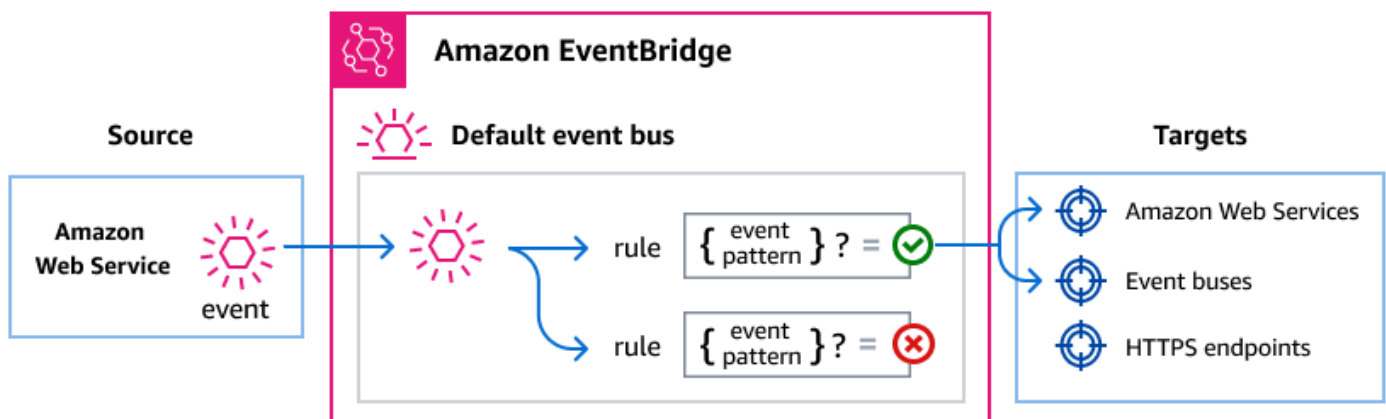 Amazon EventBridge
Source
Default event bus
Targets
Amazon
Web Service
event
rule { event pattern } ? =
rule { event pattern } ? =
Amazon Web Services
Event buses
HTTPS endpoints